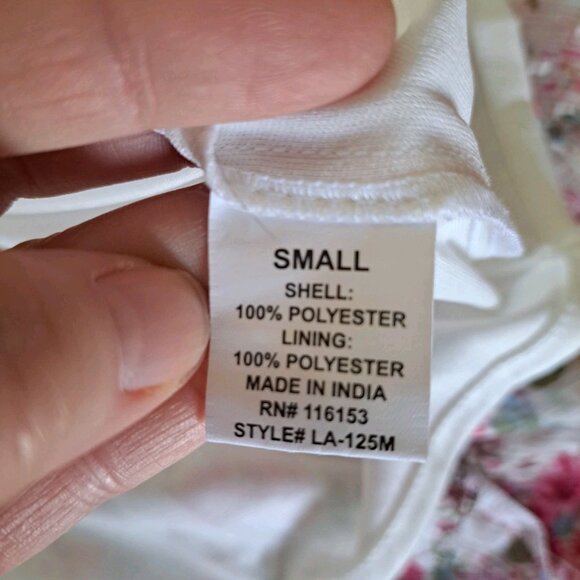 SMALL
SHELL:
100% POLYESTER
LINING:
100% POLYESTER
MADE IN INDIA
RN# 116153
STYLE# LA-125M